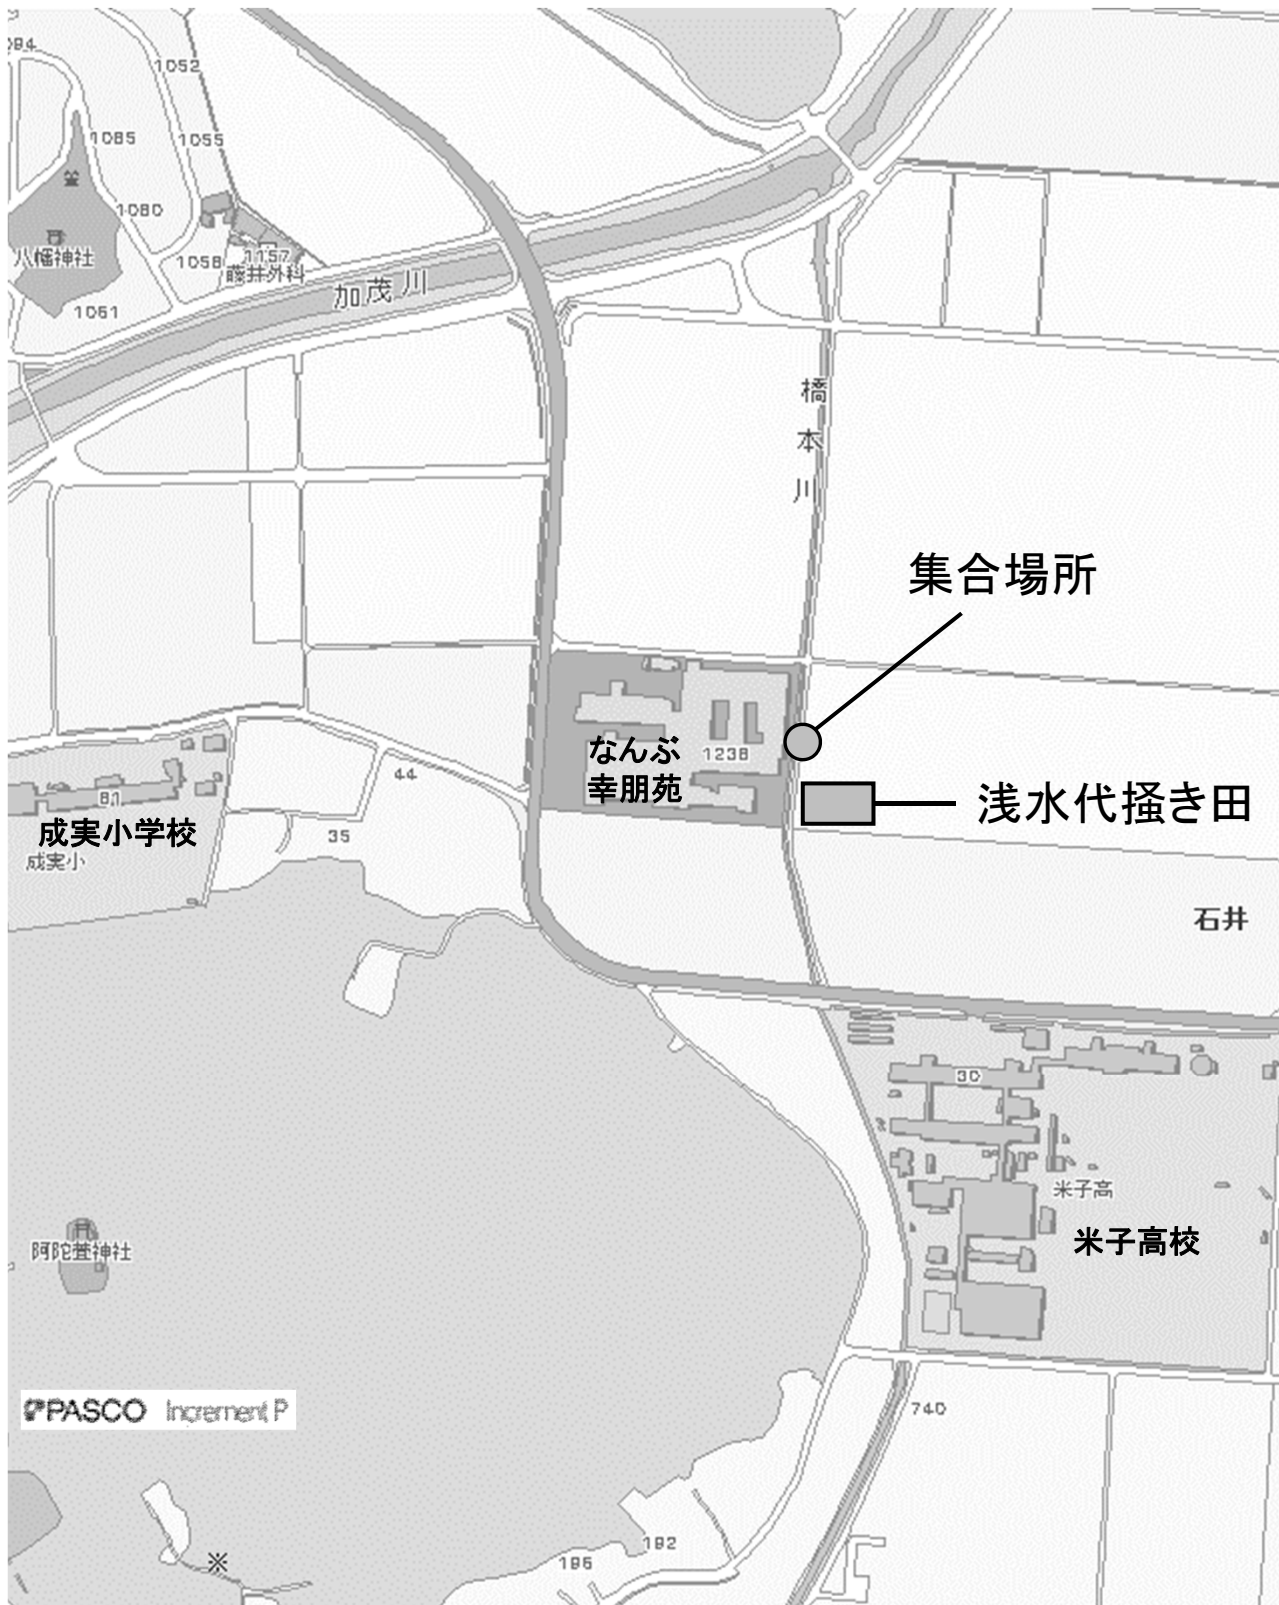 1052
1085
1055
1080
八幡神社
1058
1157
藤井外科
1061
加茂川
橋
本
川
集合場所
なんぶ
幸朋苑
1238
浅水代掻き田
44
81
成実小学校
成実小
35
石井
30
米子高
米子高校
阿陀萱神社
PASCO Increment P
740
192
196
※